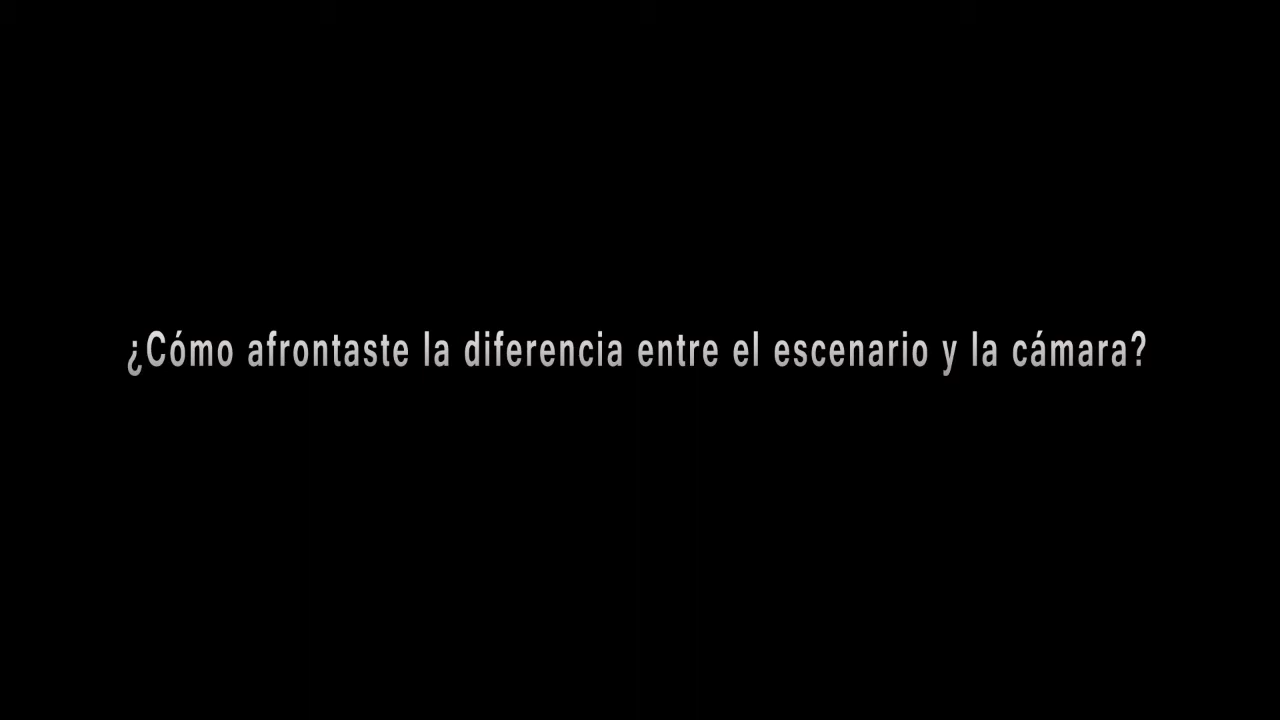 ¿Cómo afrontaste la diferencia entre el escenario y la cámara?